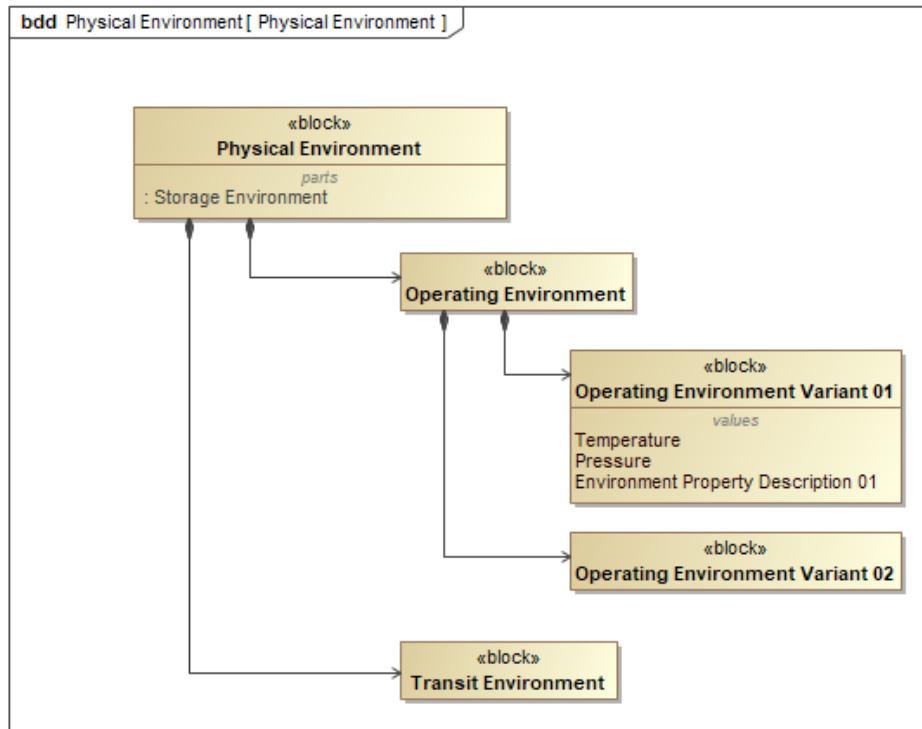 bdd Physical Environment [ Physical Environment ]
«block»
Physical Environment
parts
: Storage Environment
«block»
Operating Environment
«block»
Operating Environment Variant 01
values
Temperature
Pressure
Environment Property Description 01
«block»
Operating Environment Variant 02
«block»
Transit Environment